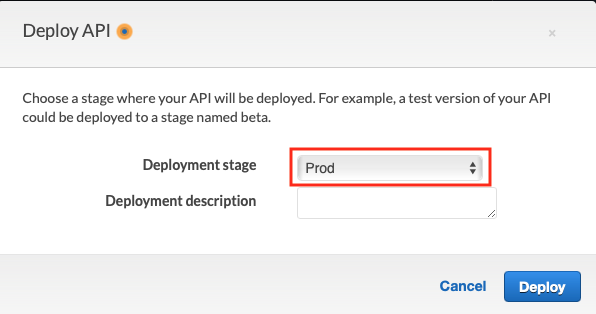 Deploy API
×
Choose a stage where your API will be deployed. For example, a test version of your API
could be deployed to a stage named beta.
Deployment stage Prod
Deployment description
Cancel Deploy